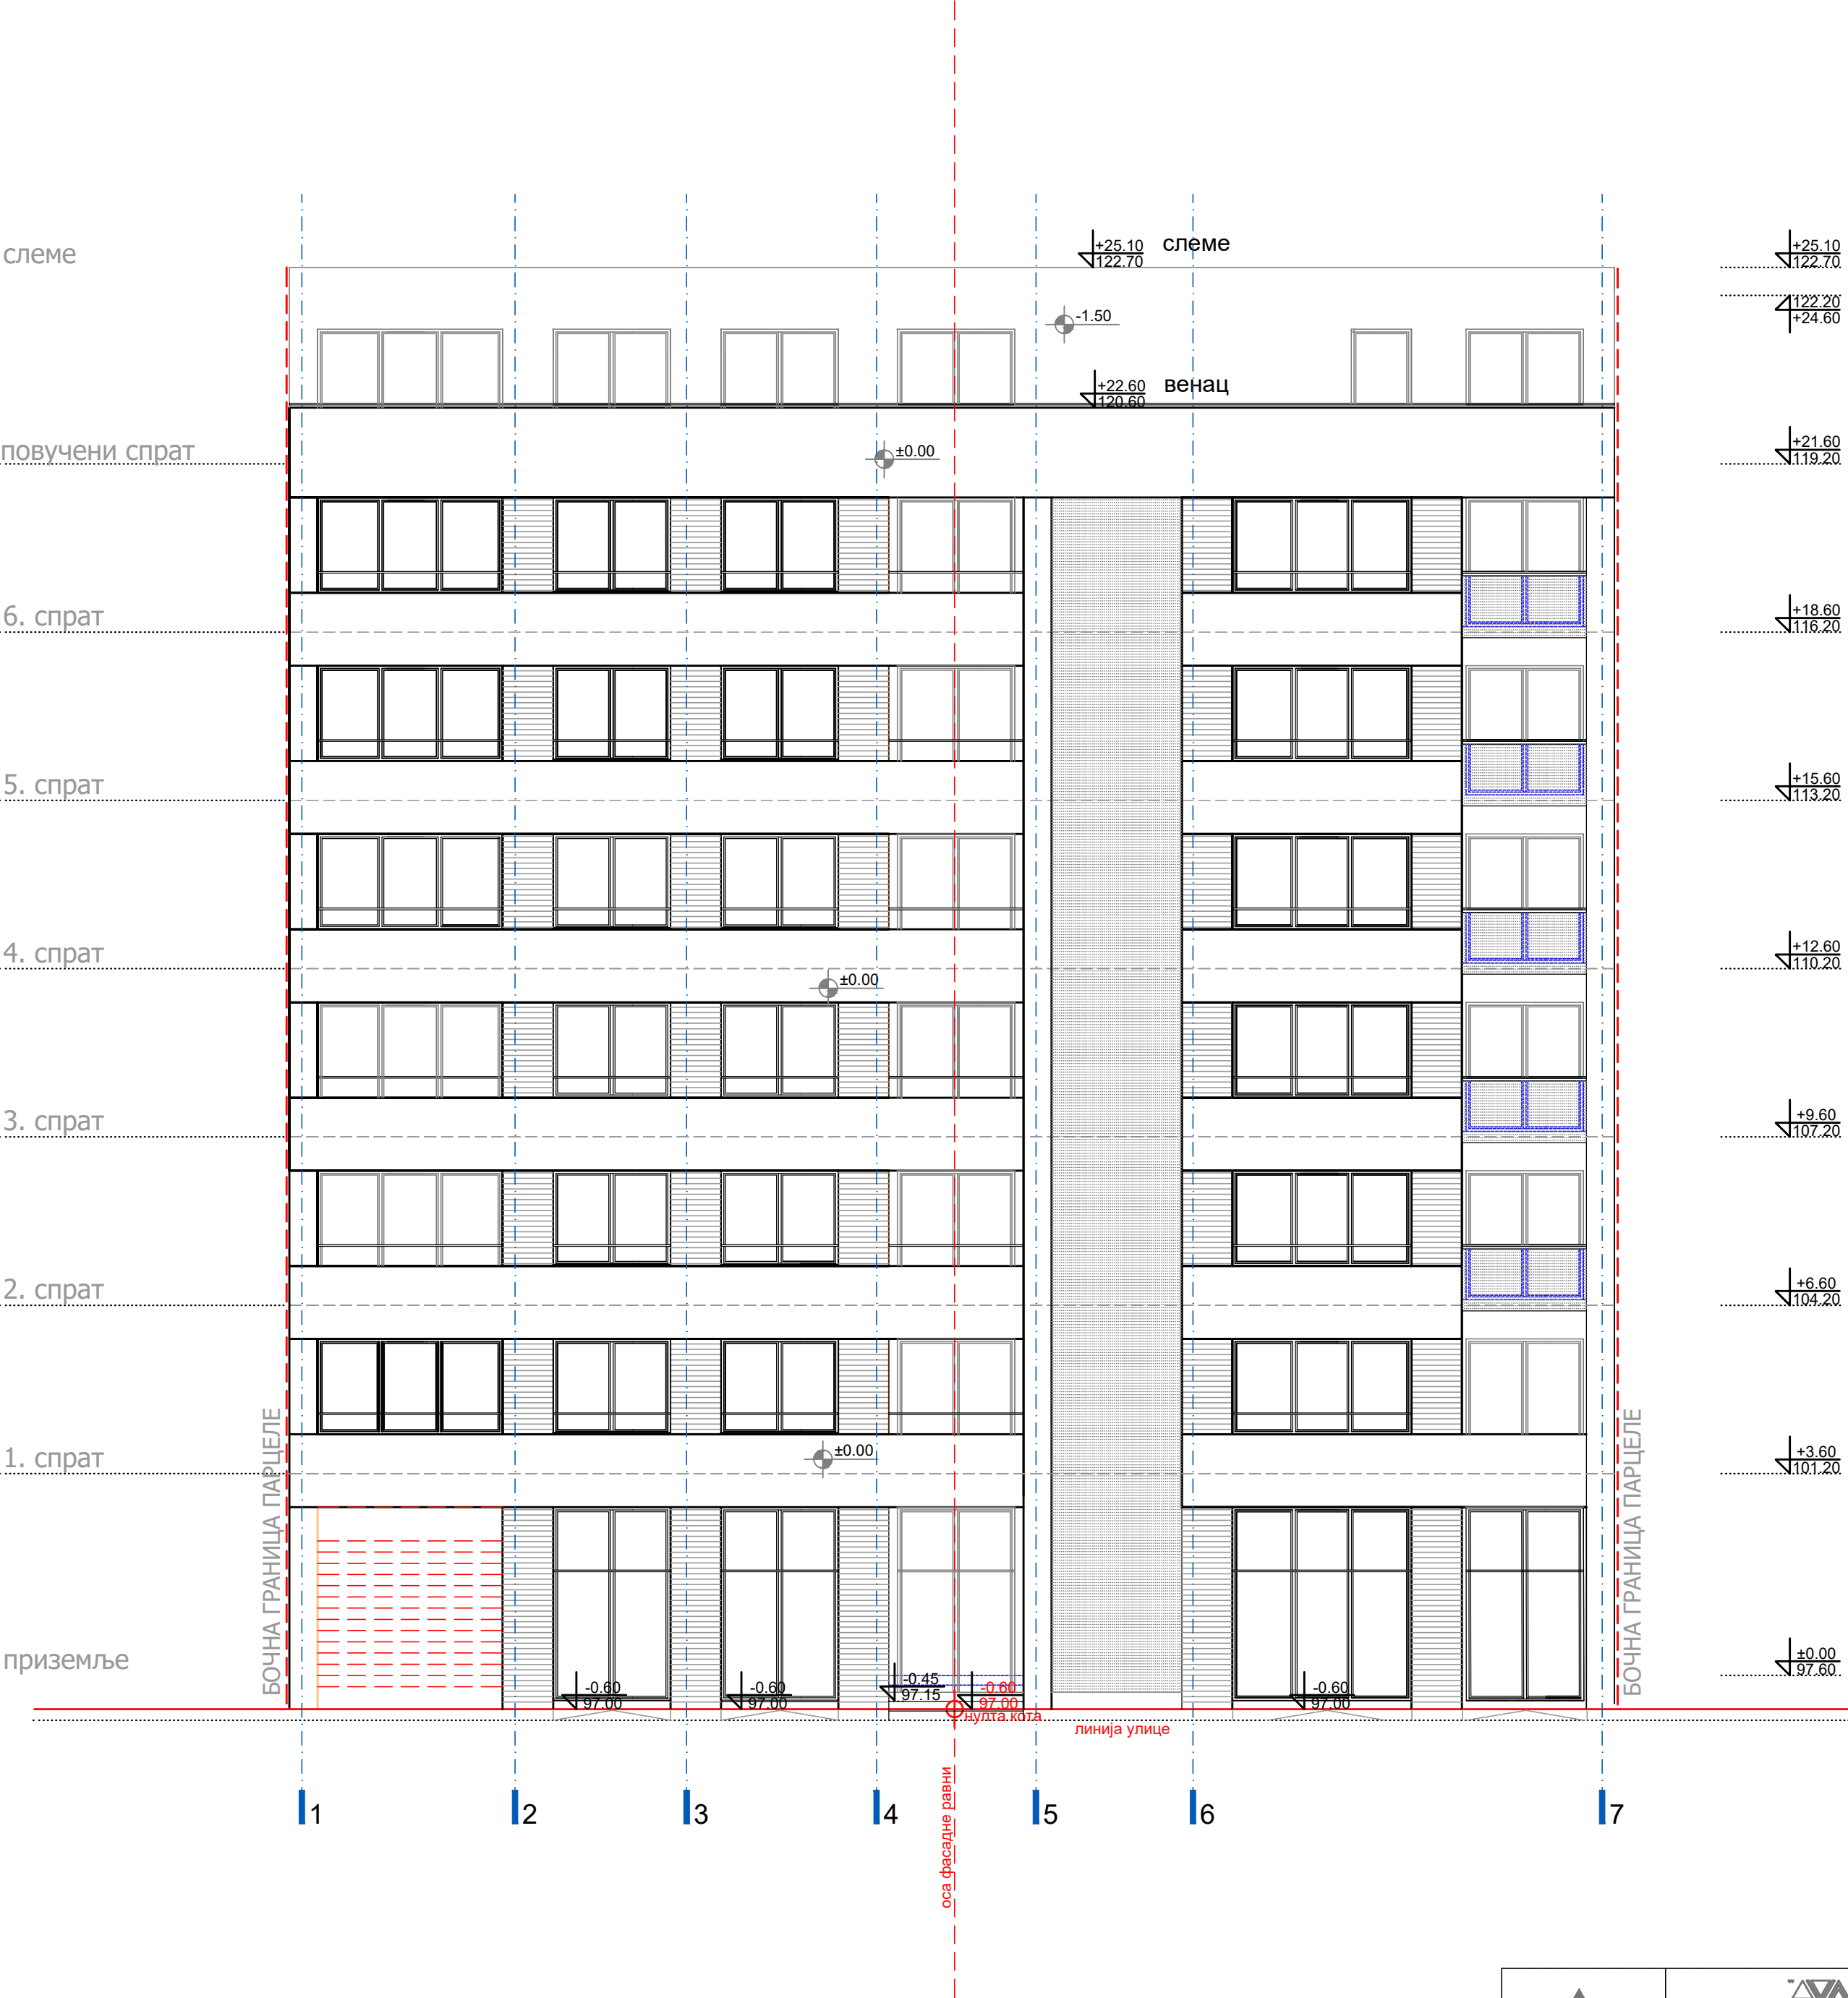 +25.10 слеме +25.10
слеме 122.70 122.70
122.20
-1.50 +24.60
+22.60 венац
120.60
повучени спрат ±0.00 +21.60
119.20
6. спрат +18.60
116.20
5. спрат +15.60
113.20
4. спрат +12.60
110.20
±0.00
3. спрат +9.60
107.20
2. спрат +6.60
104.20
БОЧНА ГРАНИЦА ПАРЦЕЛЕ
БОЧНА ГРАНИЦА ПАРЦЕЛЕ
±0.00
1. спрат +3.60
101.20
приземље ±0.00
97.60
-0.60 -0.60 -0.45 -0.60 -0.60
97.00 97.00 97.15 97.00 97.00
нулта кота
линија улице
оса фасадне равни
1 2 3 4 5 6 7